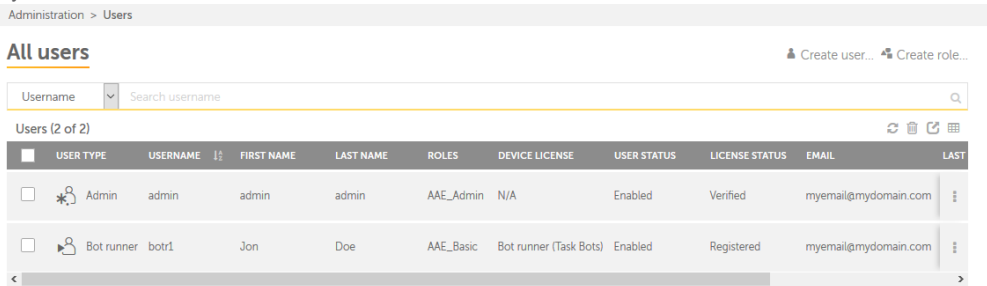 Administration > Users
All users
Create user... Create role...
Username Search username
Users (2 of 2)
USER TYPE USERNAME FIRST NAME LAST NAME ROLES DEVICE LICENSE USER STATUS LICENSE STATUS EMAIL LAST
Admin admin admin admin AAE_Admin N/A Enabled Verified myemail@mydomain.com
Bot runner botr1 Jon Doe AAE_Basic Bot runner (Task Bots) Enabled Registered myemail@mydomain.com